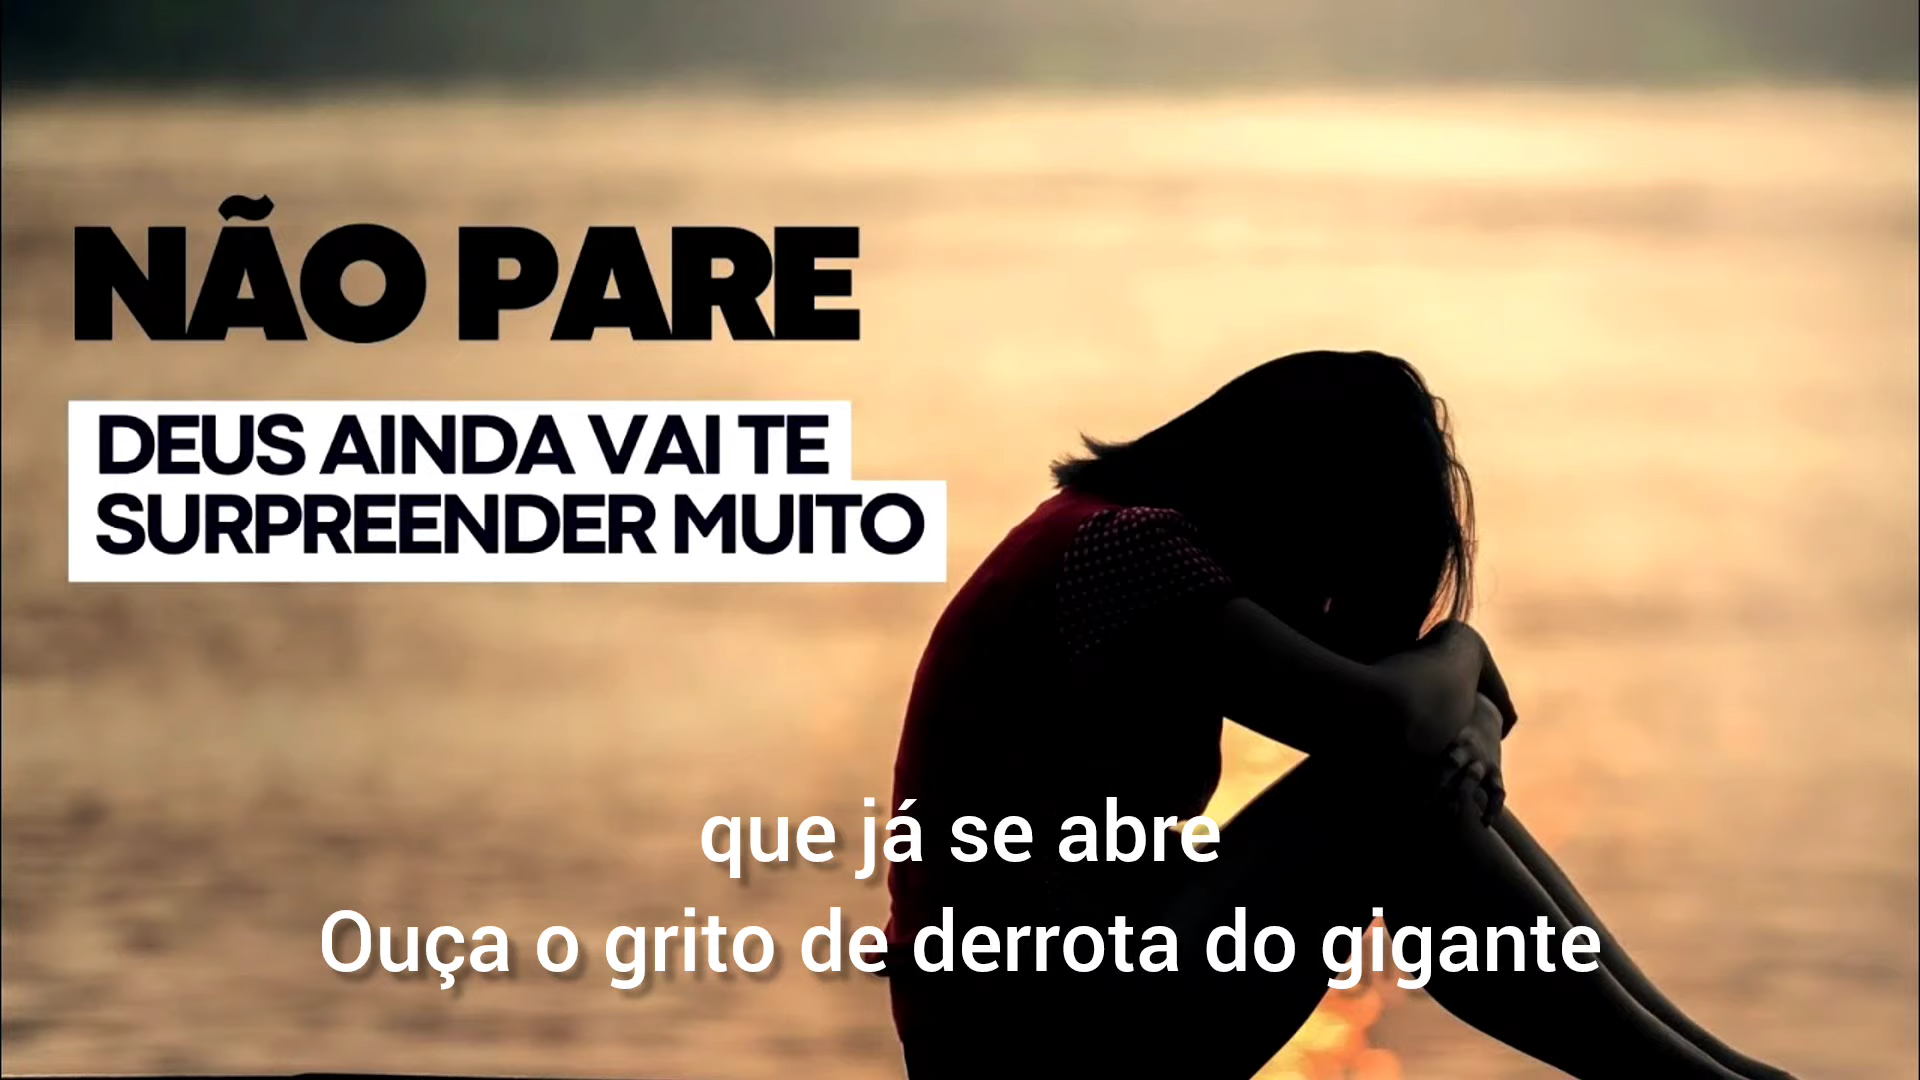 NÃO PARE
DEUS AINDA VAI TE
SURPREENDER MUITO
que já se abre
Ouça o grito de derrota do gigante